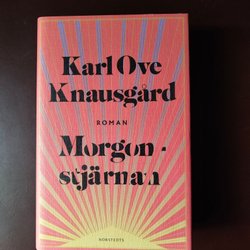 Karl Ove
Knausgård
ROMAN
Morgon-
stjärnan
NORSTEDTS